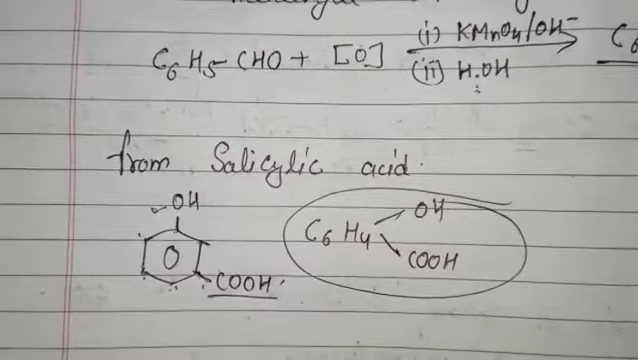 (i) KMnO4/OH-
C6H5-CHO + [O] (ii) H.OH
from Salicylic acid.
OH
C6H4 OH
COOH
COOH.